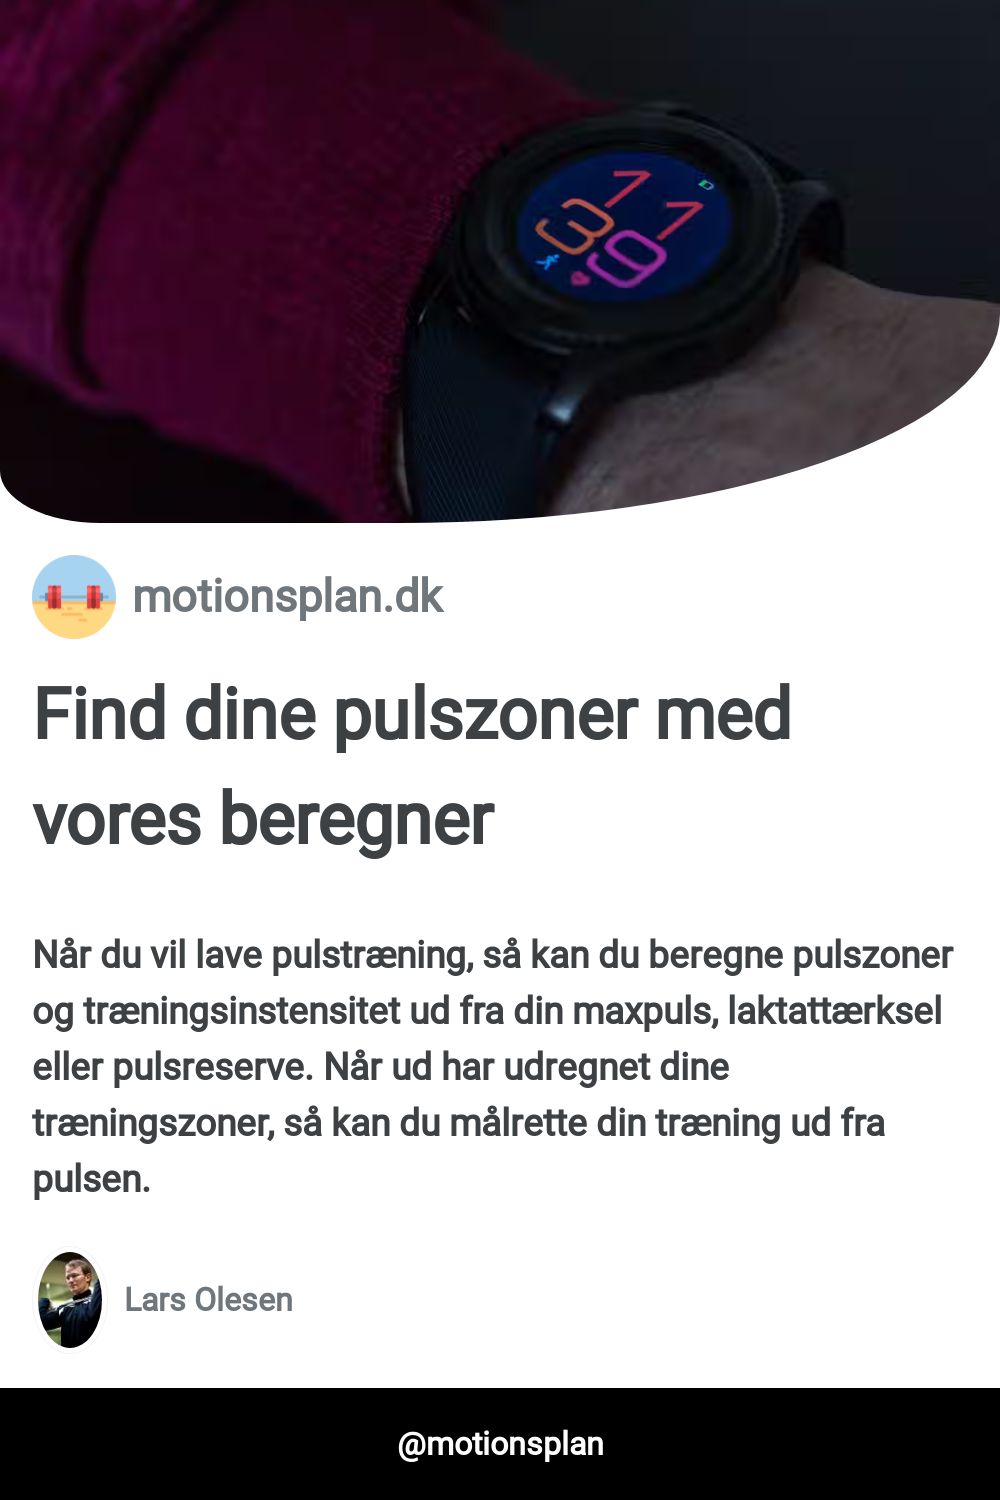 13
19
motionsplan.dk
Find dine pulszoner med
vores beregner
Når du vil lave pulstræning, så kan du beregne pulszoner
og træningsinstensitet ud fra din maxpuls, laktattærksel
eller pulsreserve. Når ud har udregnet dine
træningszoner, så kan du målrette din træning ud fra
pulsen.
Lars Olesen
@motionsplan